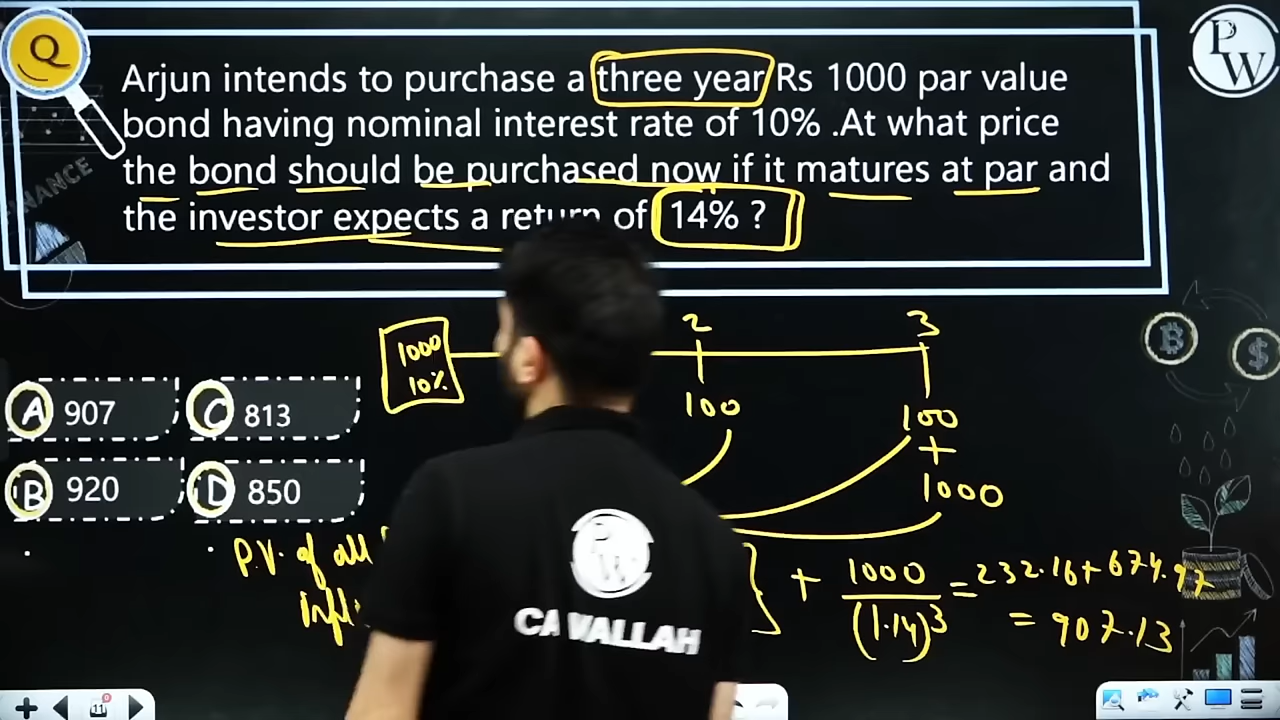 Q
Arjun intends to purchase a three year Rs 1000 par value
bond having nominal interest rate of 10% .At what price
the bond should be purchased now if it matures at par and
the investor expects a return of 14% ?
PW
FINANCE
1000
10%
2
3
100
100
+
1000
A 907
C 813
B 920
D 850
P.V. of all
] + 1000 / (1.14)^3 = 232.16 + 674.97
= 907.13
PW
CA WALLAH
11